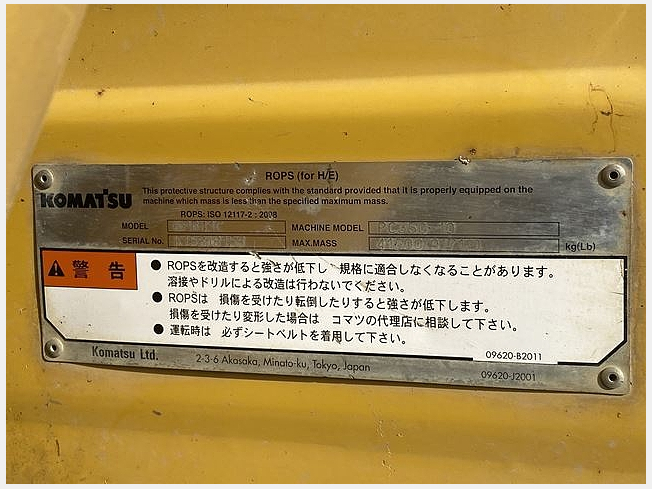 ROPS (for H/E)
KOMATSU
This protective structure complies with the standard provided that it is properly equipped on the
machine which mass is less than the specified maximum mass.
ROPS: ISO 12117-2 : 2008
MODEL
MACHINE MODEL
SERIAL No.
MAX.MASS
kg(Lb)
警告
● ROPSを改造すると強さが低下し 規格に適合しなくなることがあります。
溶接やドリルによる改造は行わないでください。
● ROPSは 損傷を受けたり転倒したりすると強さが低下します。
損傷を受けたり変形した場合は コマツの代理店に相談して下さい。
● 運転時は 必ずシートベルトを着用して下さい。
09620-B2011
Komatsu Ltd.
2-3-6 Akasaka, Minato-ku, Tokyo, Japan
09620-J2001